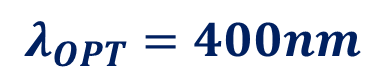 λOPT = 400nm